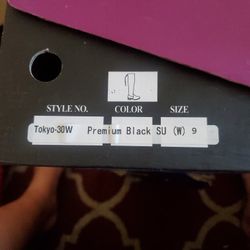 STYLE NO. COLOR SIZE
Tokyo-30W Premium Black SU (W) 9